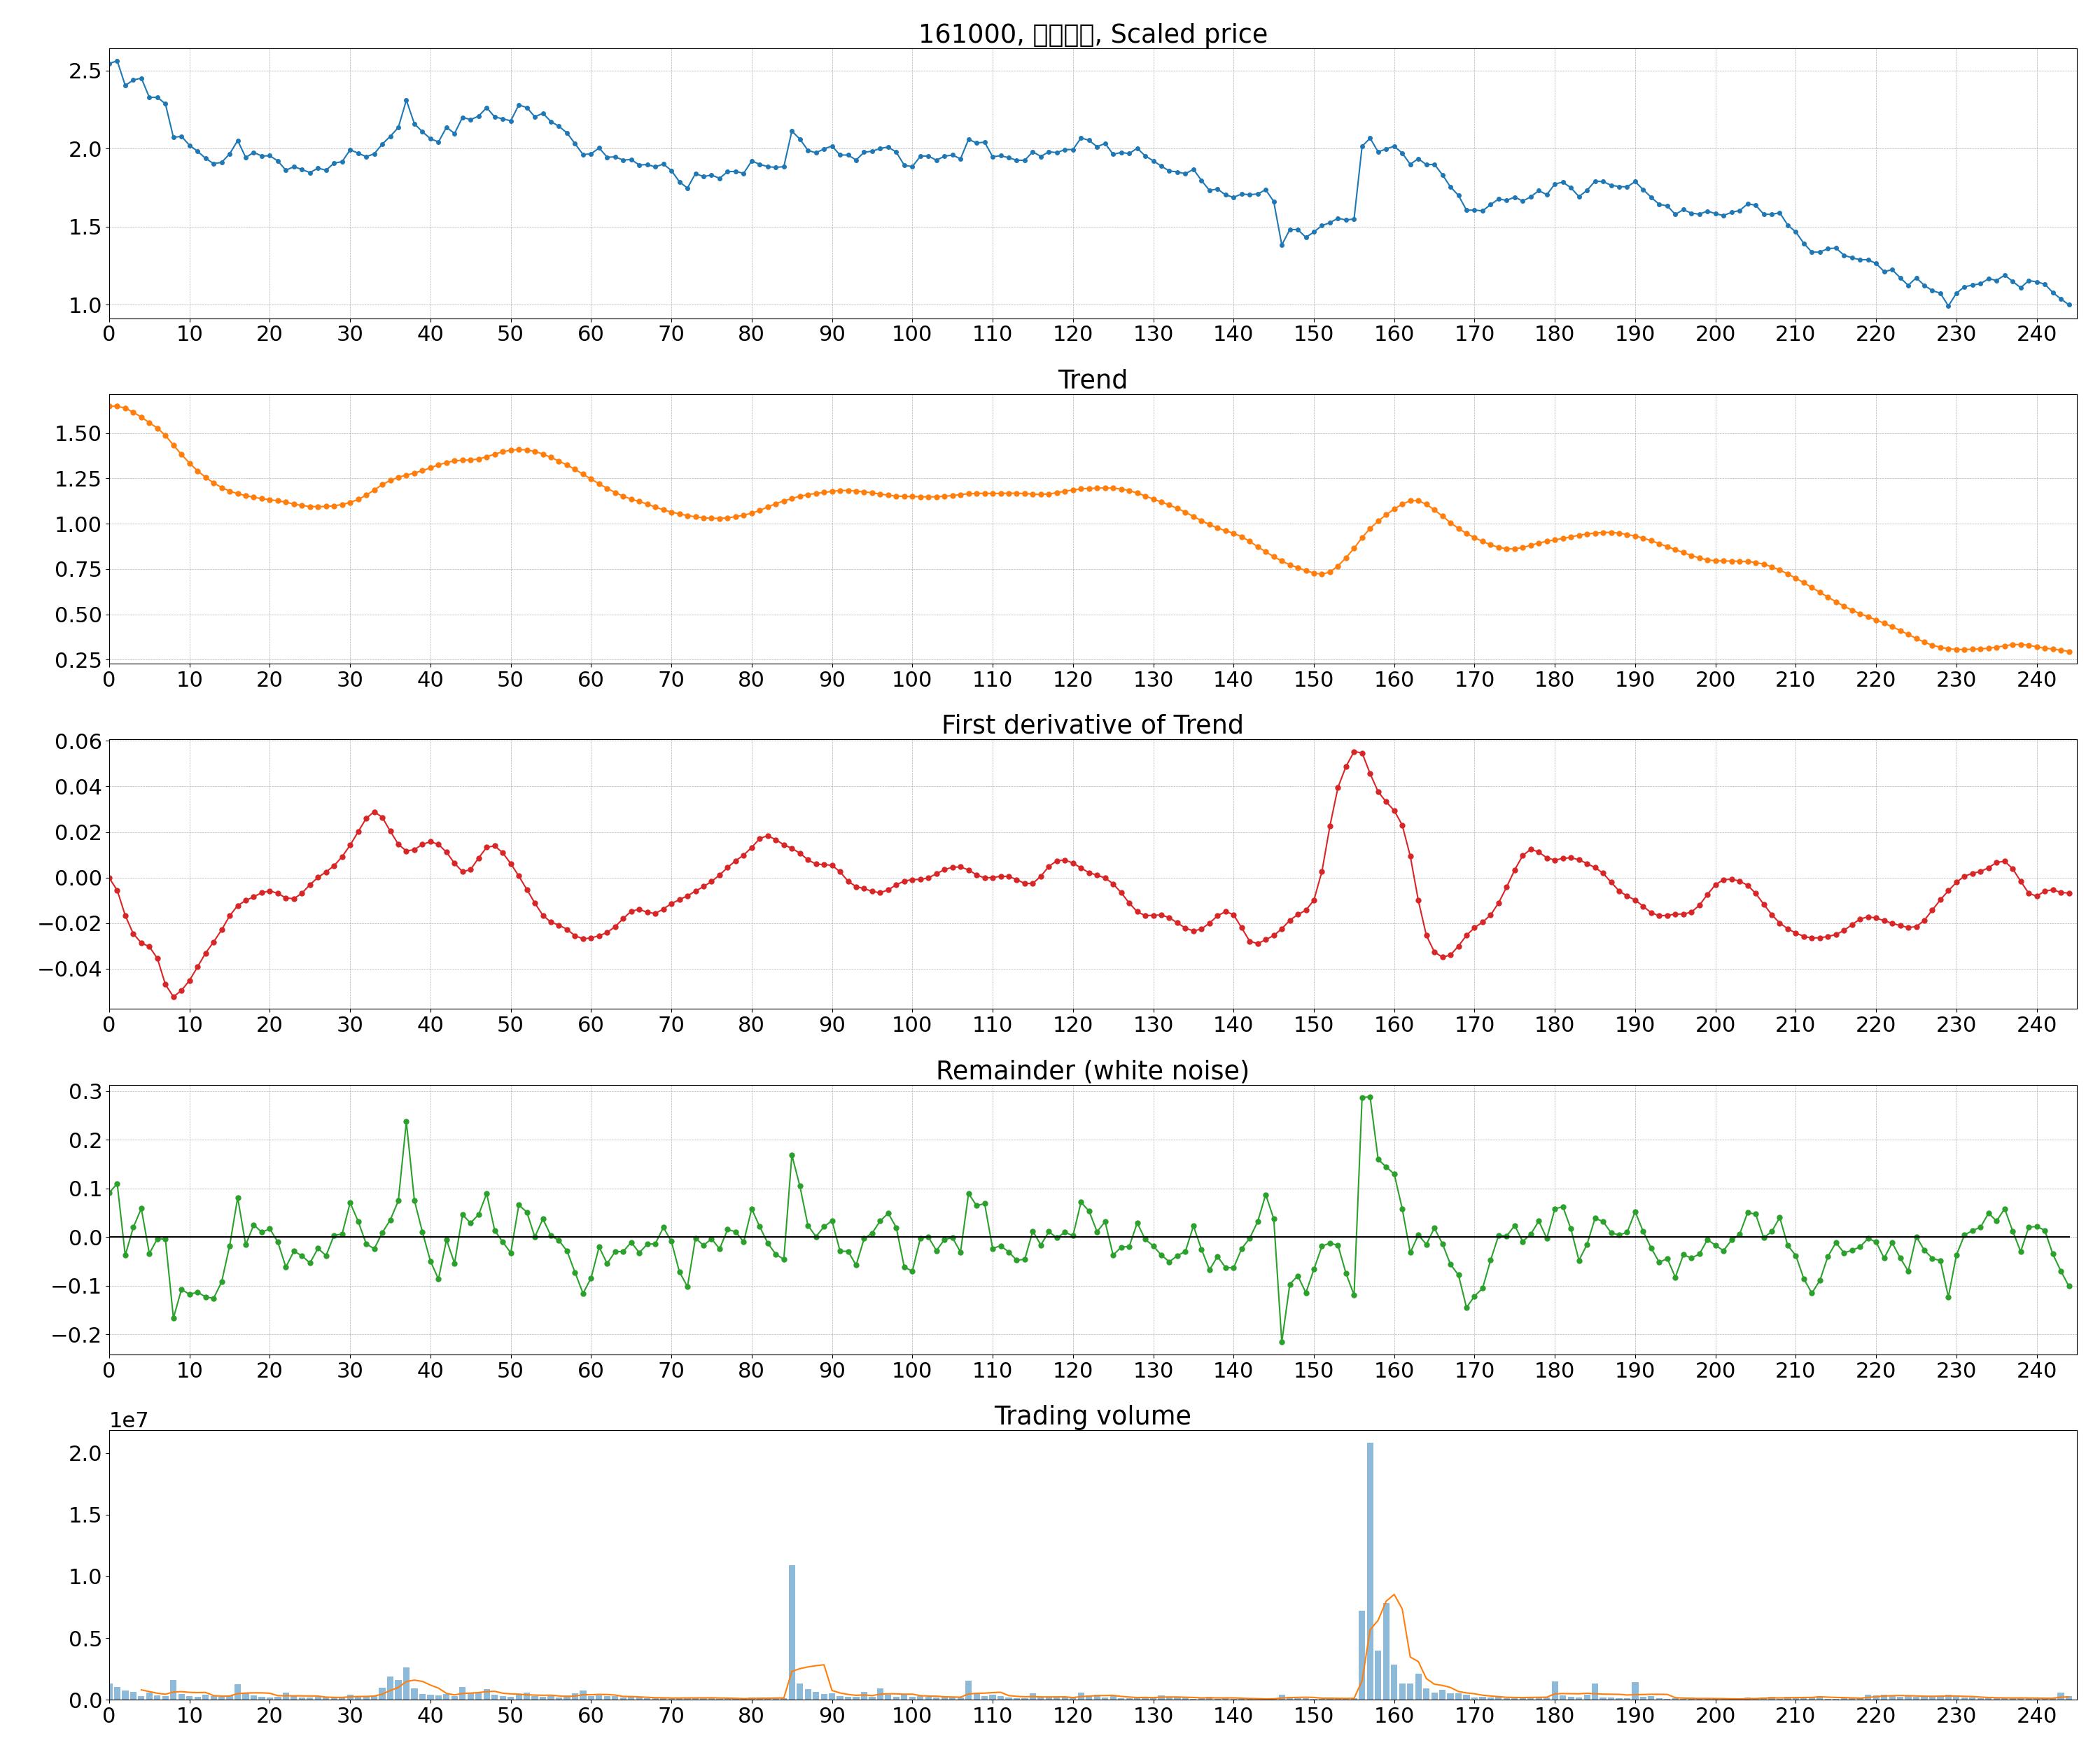 161000, □□□□, Scaled price
2.5
2.0
1.5
1.0
0 10 20 30 40 50 60 70 80 90 100 110 120 130 140 150 160 170 180 190 200 210 220 230 240
Trend
1.50
1.25
1.00
0.75
0.50
0.25
0 10 20 30 40 50 60 70 80 90 100 110 120 130 140 150 160 170 180 190 200 210 220 230 240
First derivative of Trend
0.06
0.04
0.02
0.00
−0.02
−0.04
0 10 20 30 40 50 60 70 80 90 100 110 120 130 140 150 160 170 180 190 200 210 220 230 240
Remainder (white noise)
0.3
0.2
0.1
0.0
−0.1
−0.2
0 10 20 30 40 50 60 70 80 90 100 110 120 130 140 150 160 170 180 190 200 210 220 230 240
Trading volume
1e7
2.0
1.5
1.0
0.5
0.0
0 10 20 30 40 50 60 70 80 90 100 110 120 130 140 150 160 170 180 190 200 210 220 230 240